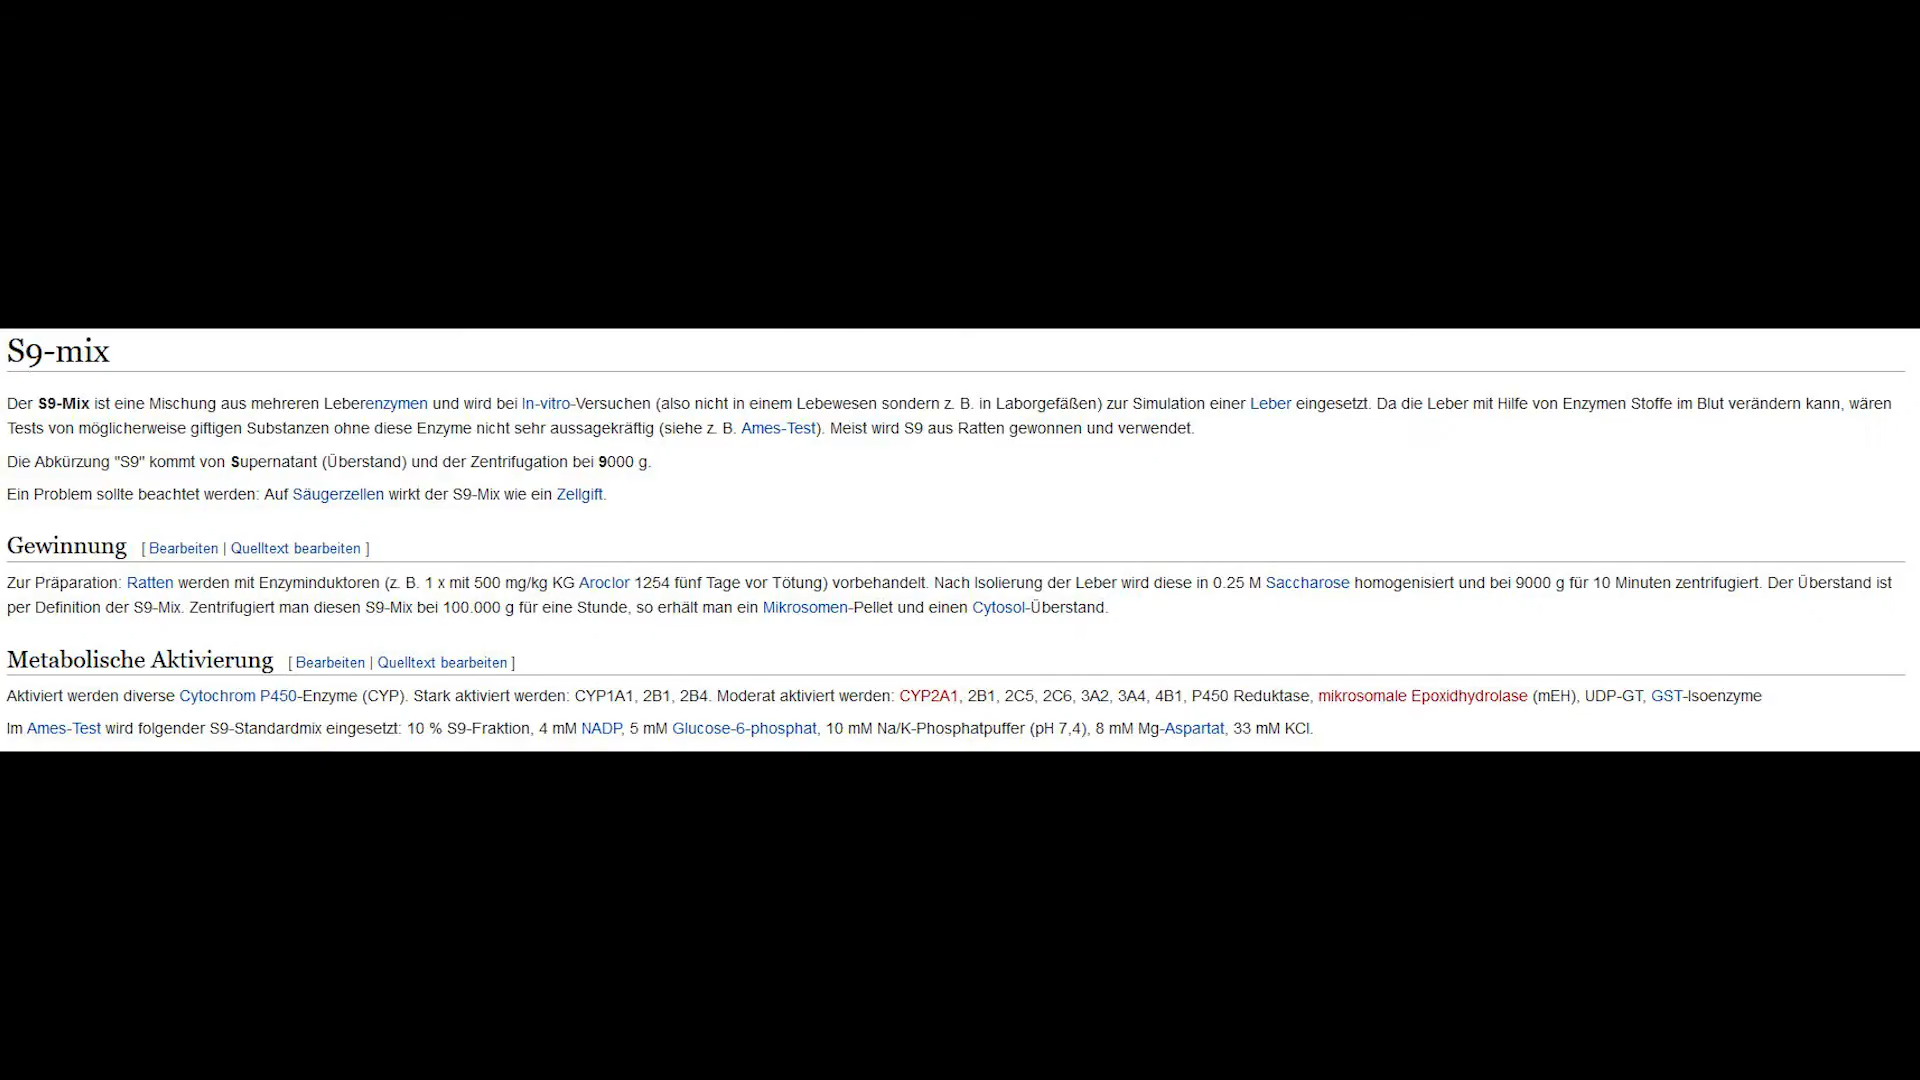 S9-mix
Der S9-Mix ist eine Mischung aus mehreren Leberenzymen und wird bei In-vitro-Versuchen (also nicht in einem Lebewesen sondern z. B. in Laborgefäßen) zur Simulation einer Leber eingesetzt. Da die Leber mit Hilfe von Enzymen Stoffe im Blut verändern kann, wären
Tests von möglicherweise giftigen Substanzen ohne diese Enzyme nicht sehr aussagekräftig (siehe z. B. Ames-Test). Meist wird S9 aus Ratten gewonnen und verwendet.
Die Abkürzung "S9" kommt von Supernatant (Überstand) und der Zentrifugation bei 9000 g.
Ein Problem sollte beachtet werden: Auf Säugerzellen wirkt der S9-Mix wie ein Zellgift.
Gewinnung [ Bearbeiten | Quelltext bearbeiten ]
Zur Präparation: Ratten werden mit Enzyminduktoren (z. B. 1 x mit 500 mg/kg KG Aroclor 1254 fünf Tage vor Tötung) vorbehandelt. Nach Isolierung der Leber wird diese in 0.25 M Saccharose homogenisiert und bei 9000 g für 10 Minuten zentrifugiert. Der Überstand ist
per Definition der S9-Mix. Zentrifugiert man diesen S9-Mix bei 100.000 g für eine Stunde, so erhält man ein Mikrosomen-Pellet und einen Cytosol-Überstand.
Metabolische Aktivierung [ Bearbeiten | Quelltext bearbeiten ]
Aktiviert werden diverse Cytochrom P450-Enzyme (CYP). Stark aktiviert werden: CYP1A1, 2B1, 2B4. Moderat aktiviert werden: CYP2A1, 2B1, 2C5, 2C6, 3A2, 3A4, 4B1, P450 Reduktase, mikrosomale Epoxidhydrolase (mEH), UDP-GT, GST-Isoenzyme
Im Ames-Test wird folgender S9-Standardmix eingesetzt: 10 % S9-Fraktion, 4 mM NADP, 5 mM Glucose-6-phosphat, 10 mM Na/K-Phosphatpuffer (pH 7,4), 8 mM Mg-Aspartat, 33 mM KCl.